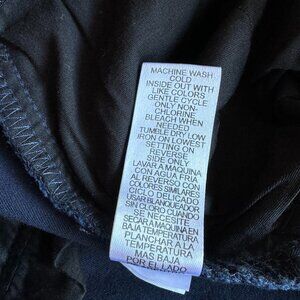 MACHINE WASH
COLD
INSIDE OUT WITH
LIKE COLORS
GENTLE CYCLE
ONLY NON-
CHLORINE
BLEACH WHEN
NEEDED
TUMBLE DRY LOW
IRON ON LOWEST
SETTING ON
REVERSE
SIDE ONLY
LAVAR A MAQUINA
CON AGUA FRIA
AL REVERSO CON
COLORES SIMILARES
CICLO DELICADO
USAR BLANQUEADOR
SIN CLORO CUANDO
SE NECESITE
SECAR A MAQUINA EN
BAJA TEMPERATURA
PLANCHAR A LA
TEMPERATURA
MAS BAJA
POR EL LADO